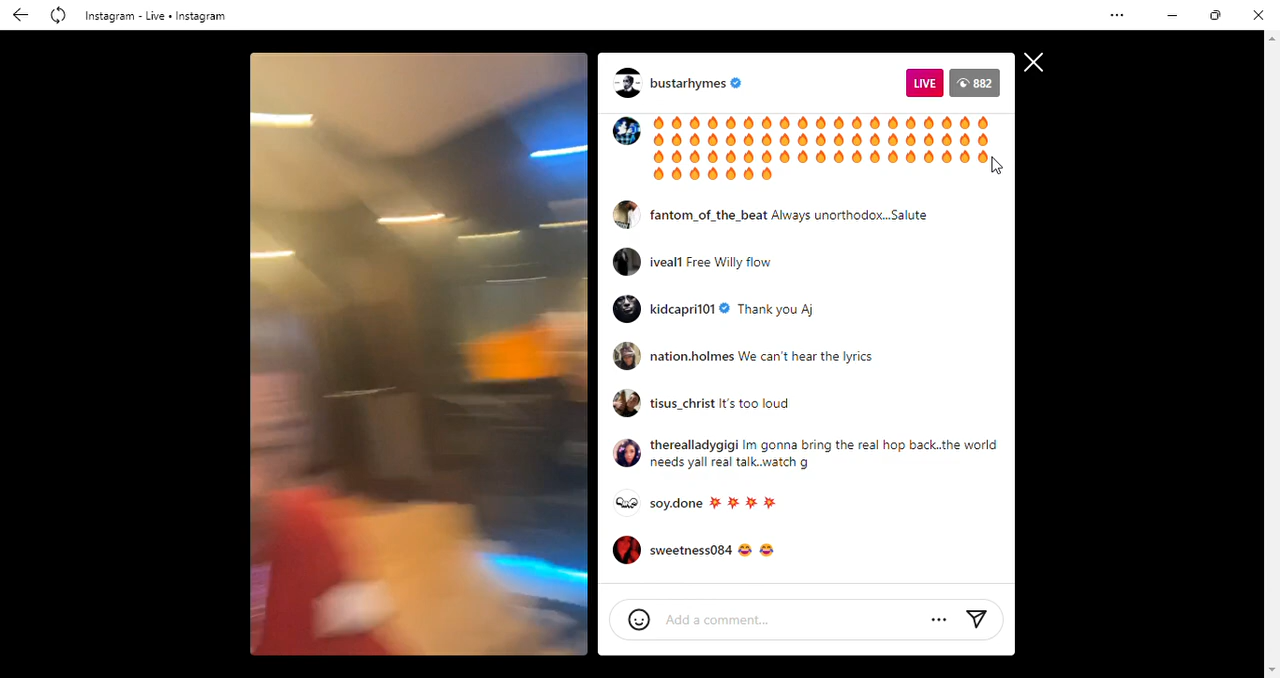 Instagram - Live • Instagram
bustarhymes
LIVE
882
🔥🔥🔥🔥🔥🔥🔥🔥🔥🔥🔥🔥🔥🔥🔥🔥🔥🔥🔥
🔥🔥🔥🔥🔥🔥🔥🔥🔥🔥🔥🔥🔥🔥🔥🔥🔥🔥🔥
🔥🔥🔥🔥🔥🔥🔥🔥🔥🔥🔥🔥🔥🔥🔥🔥🔥🔥🔥
🔥🔥🔥🔥🔥🔥🔥
fantom_of_the_beat Always unorthodox...Salute
iveal1 Free Willy flow
kidcapri101 Thank you Aj
nation.holmes We can't hear the lyrics
tisus_christ It's too loud
therealladygigi Im gonna bring the real hop back..the world
needs yall real talk..watch g
soy.done 💥💥💥💥
sweetness084 😂😂
Add a comment...